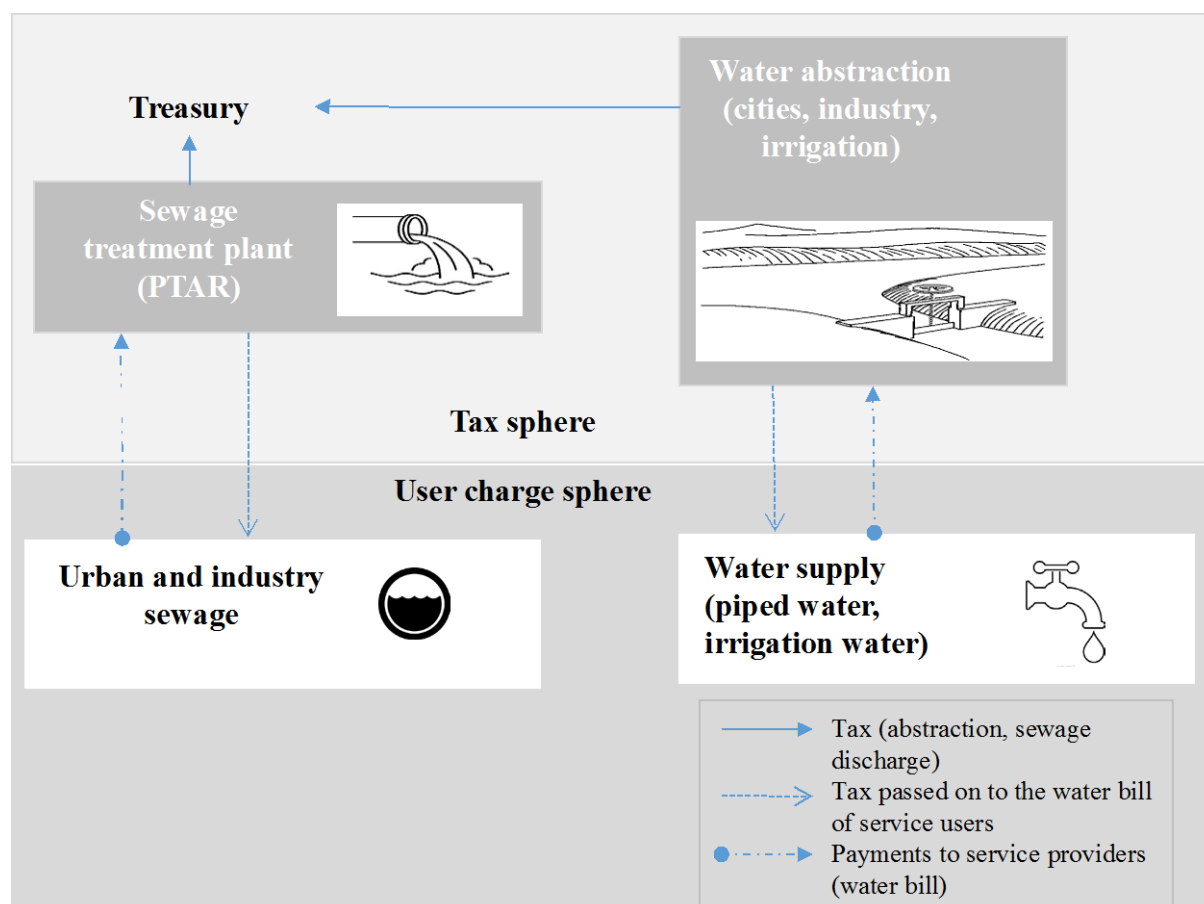 Treasury
Water abstraction
(cities, industry,
irrigation)
Sewage
treatment plant
(PTAR)
Tax sphere
User charge sphere
Urban and industry
sewage
Water supply
(piped water,
irrigation water)
Tax (abstraction, sewage
discharge)
Tax passed on to the water bill
of service users
Payments to service providers
(water bill)